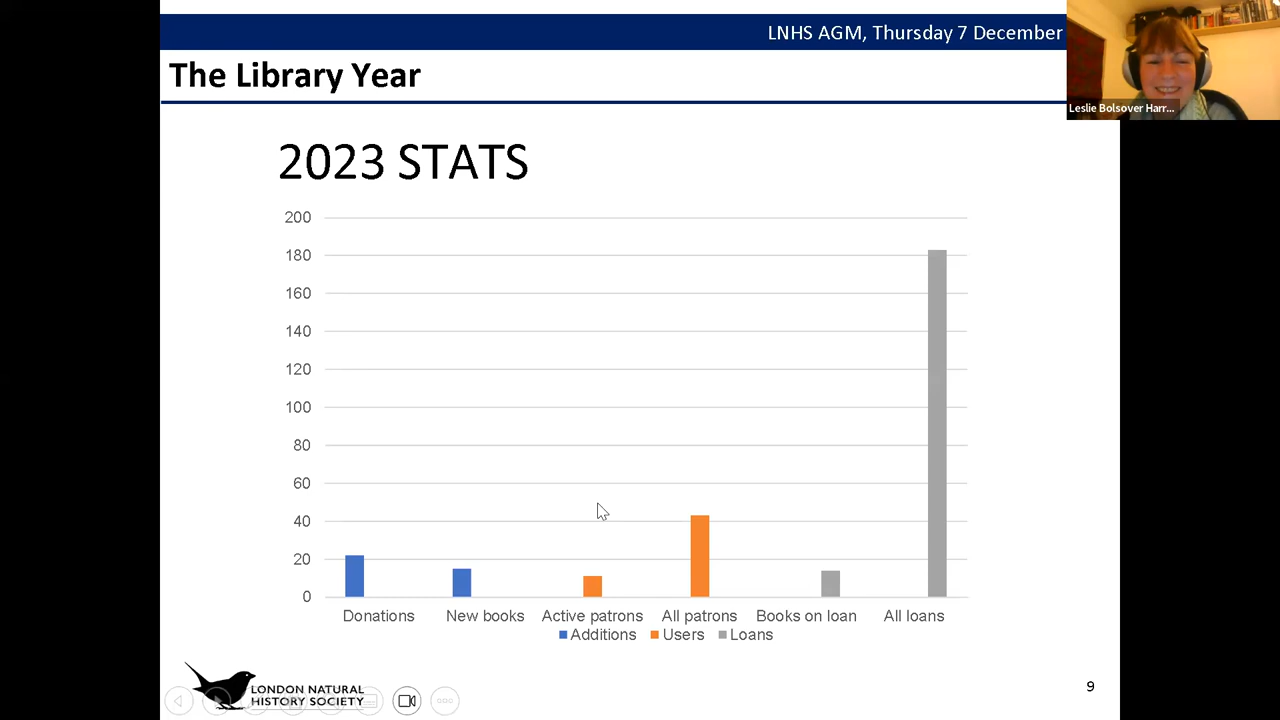 LNHS AGM, Thursday 7 December
Leslie Bolsover Harr...
The Library Year
2023 STATS
200
180
160
140
120
100
80
60
40
20
0
Donations New books Active patrons All patrons Books on loan All loans
Additions Users Loans
LONDON NATURAL
HISTORY SOCIETY
9